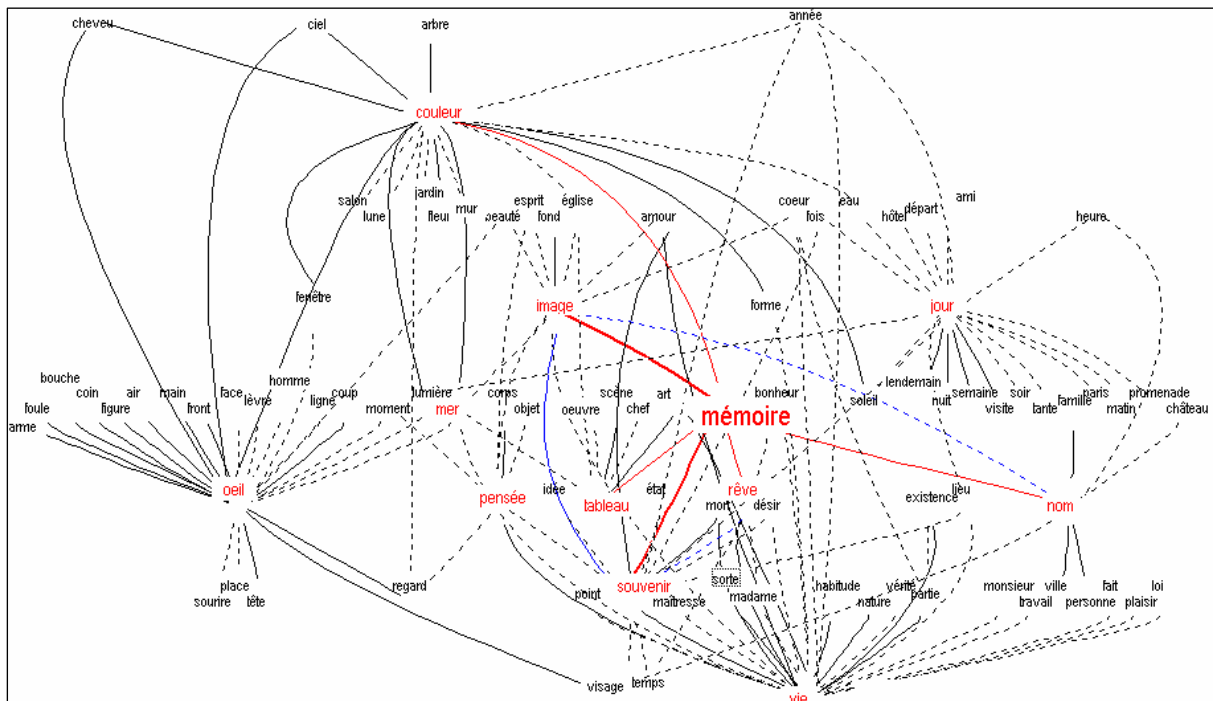 cheveu
ciel
arbre
année
couleur
salon
lune
jardin
fleur
mur
beauté
esprit
fond
église
amour
coeur
fois
eau
hôtel
départ
ami
heure
fenêtre
image
forme
jour
bouche
foule
arme
coin
figure
air
main
front
face
lèvre
homme
ligne
coup
moment
lumière
mer
corps
objet
oeuvre
scène
chef
art
mémoire
bonheur
soleil
lendemain
nuit
semaine
visite
soir
tante
famille
paris
matin
promenade
château
oeil
pensée
idée
tableau
état
rêve
mort
désir
existence
lieu
nom
place
sourire
tête
regard
point
souvenir
maîtresse
sorte
madame
habitude
nature
vérité
partie
monsieur
travail
ville
personne
fait
plaisir
loi
visage
temps
vie